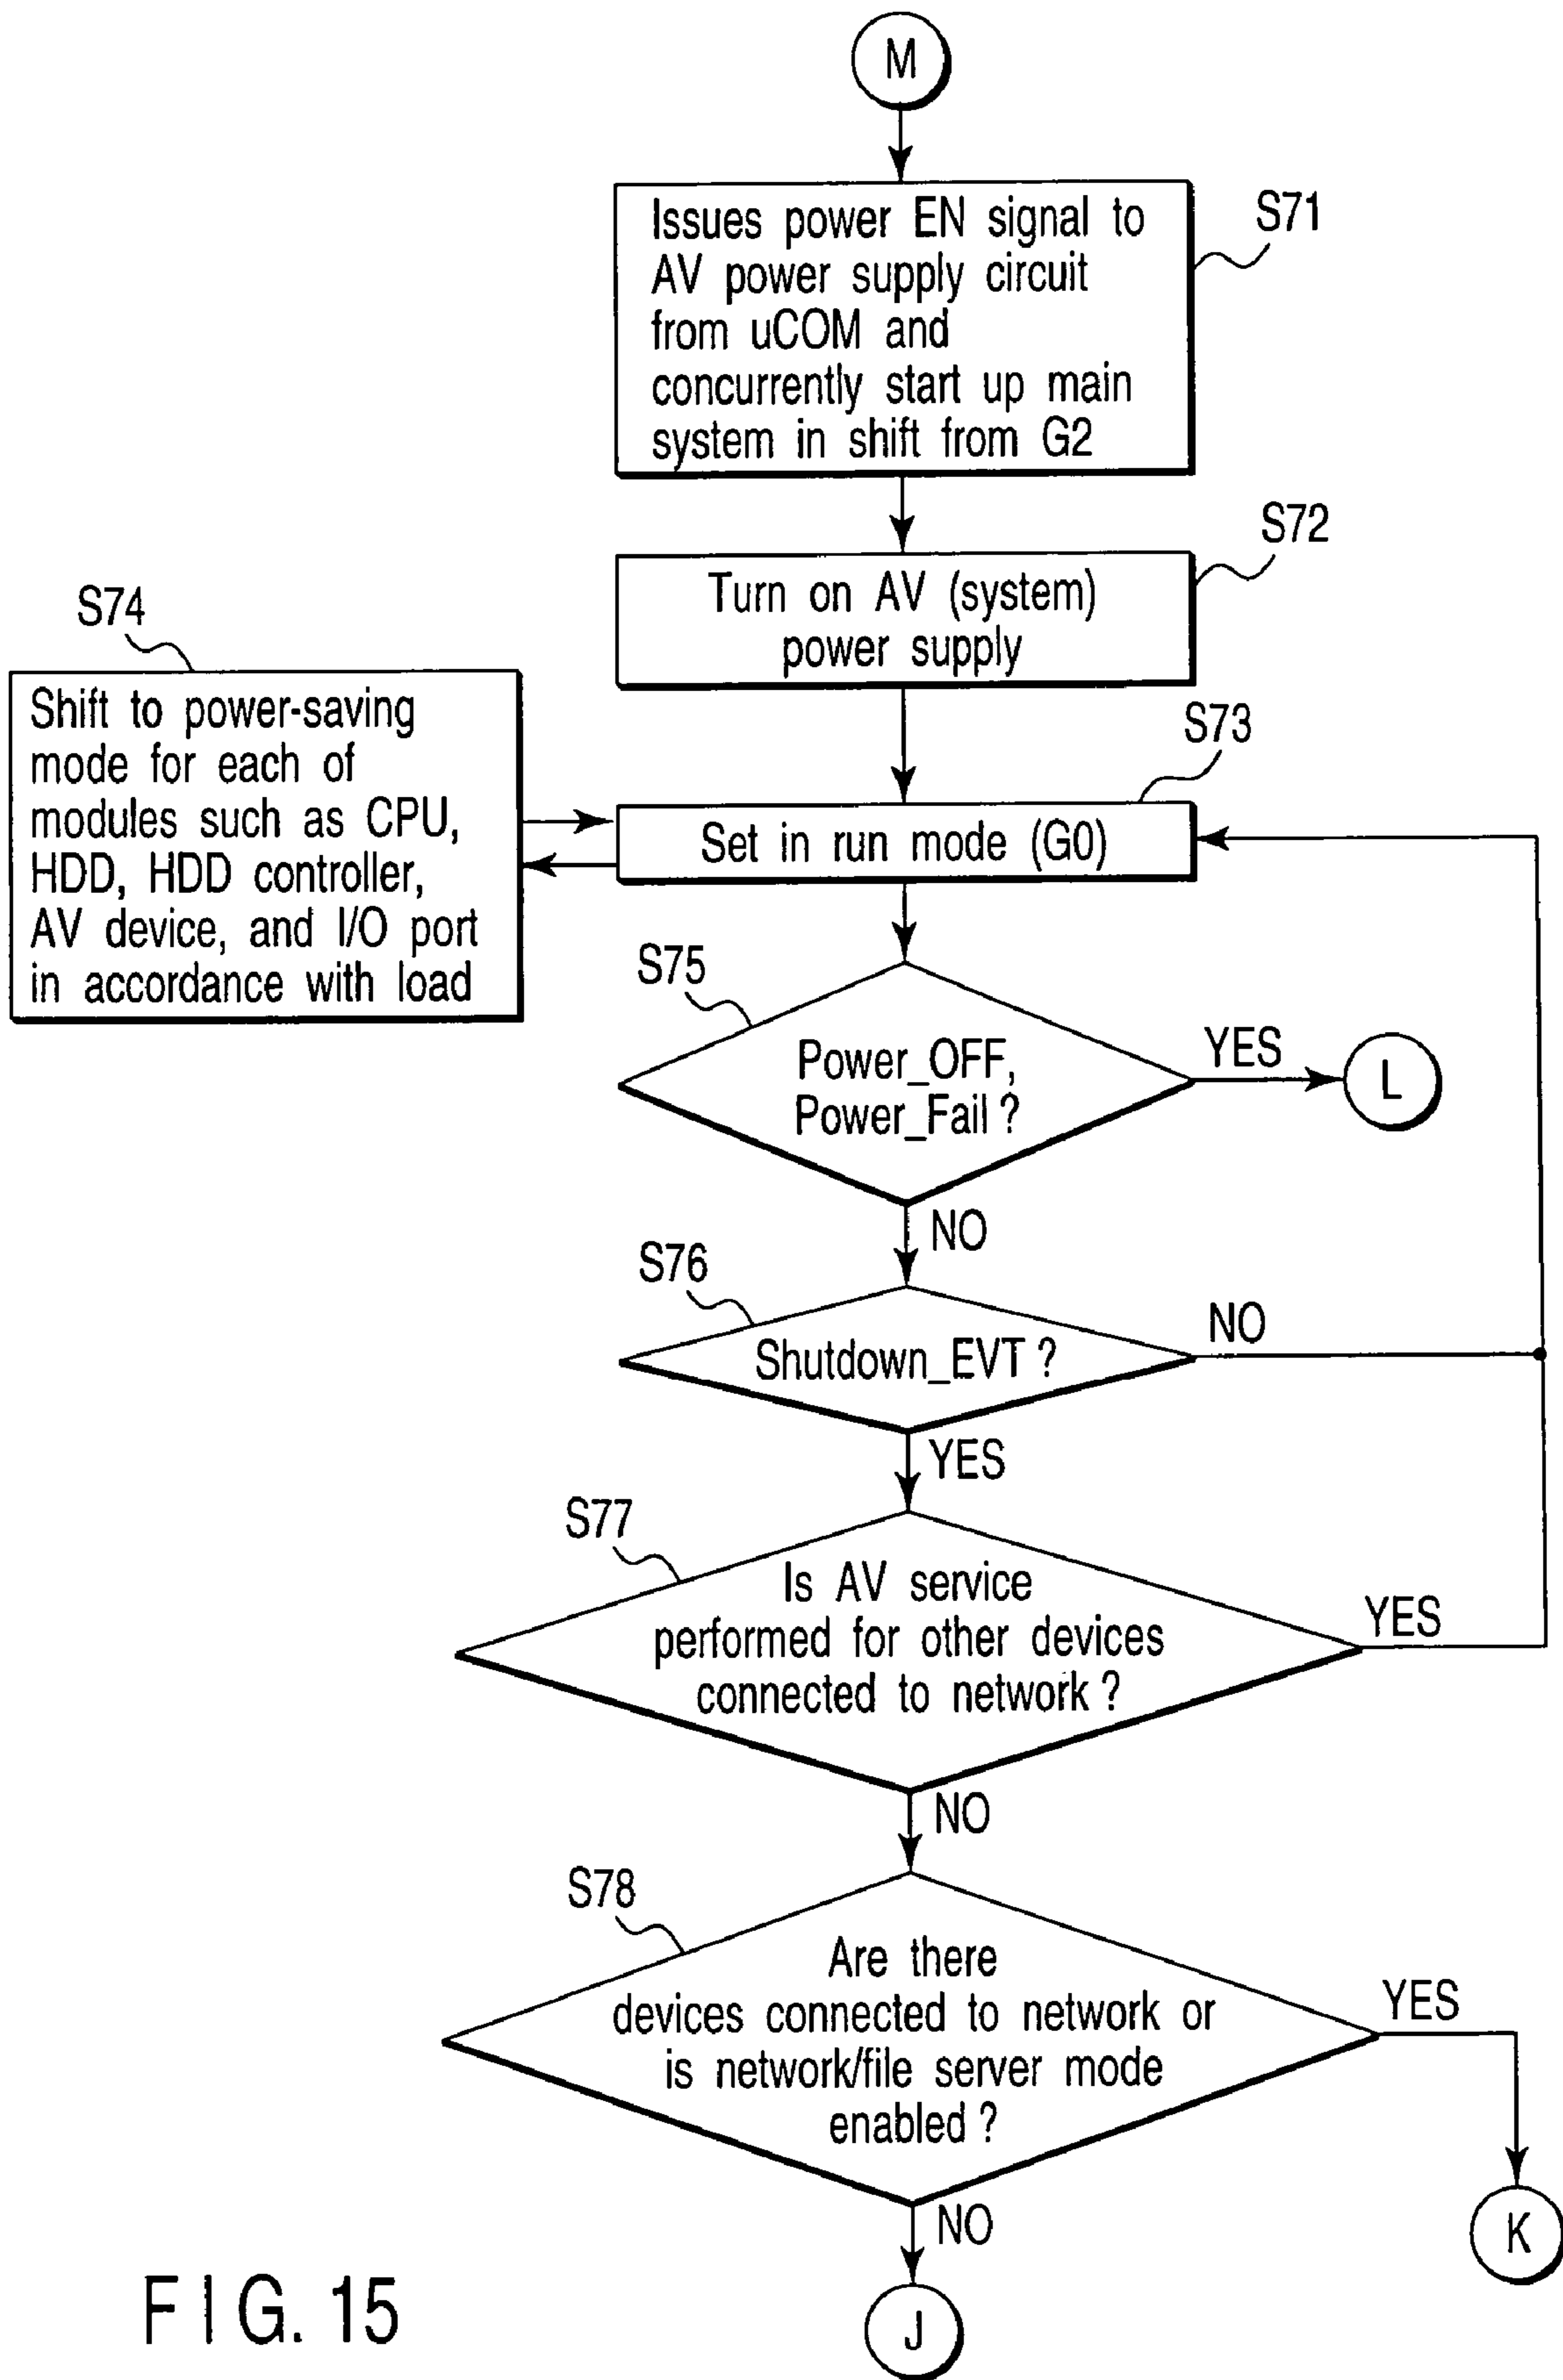 M
Issues power EN signal to
AV power supply circuit
from uCOM and
concurrently start up main
system in shift from G2
S71
Turn on AV (system)
power supply
S72
S74
Shift to power-saving
mode for each of
modules such as CPU,
HDD, HDD controller,
AV device, and I/O port
in accordance with load
S73
Set in run mode (G0)
S75
Power_OFF,
Power_Fail ?
YES
L
NO
S76
Shutdown_EVT ?
NO
YES
S77
Is AV service
performed for other devices
connected to network ?
YES
NO
S78
Are there
devices connected to network or
is network/file server mode
enabled ?
YES
K
NO
J
FIG. 15